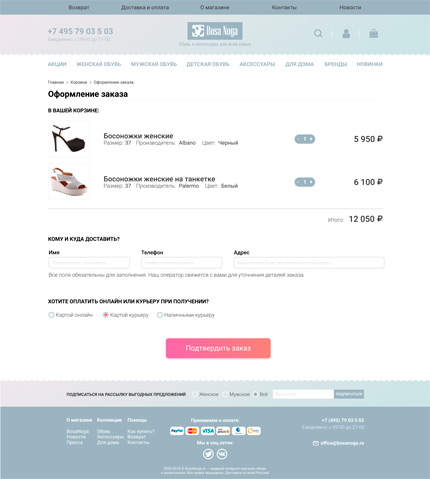 Возврат Доставка и оплата О магазине Контакты Новости
+7 495 79 03 5 03
Ежедневно, с 09-00 до 21-00
Bosa Noga
Обувь и аксессуары для всей семьи
АКЦИИ ЖЕНСКАЯ ОБУВЬ МУЖСКАЯ ОБУВЬ ДЕТСКАЯ ОБУВЬ АКСЕССУАРЫ ДЛЯ ДОМА БРЕНДЫ НОВИНКИ
Главная > Корзина > Оформление заказа
Оформление заказа
В ВАШЕЙ КОРЗИНЕ:
Босоножки женские
Размер: 37 Производитель: Albano Цвет: Черный
- 1 +
5 950 ₽
Босоножки женские на танкетке
Размер: 37 Производитель: Palermo Цвет: Белый
- 1 +
6 100 ₽
Итого: 12 050 ₽
КОМУ И КУДА ДОСТАВИТЬ?
Имя Телефон Адрес
Все поля обязательны для заполнения. Наш оператор свяжется с вами для уточнения деталей заказа.
ХОТИТЕ ОПЛАТИТЬ ОНЛАЙН ИЛИ КУРЬЕРУ ПРИ ПОЛУЧЕНИИ?
Картой онлайн Картой курьеру Наличными курьеру
Подтвердить заказ
ПОДПИСАТЬСЯ НА РАССЫЛКУ ВЫГОДНЫХ ПРЕДЛОЖЕНИЙ Женское Мужское Всё ПОДПИСАТЬСЯ
О магазине Коллекции Помощь Принимаем к оплате: +7 (495) 79 03 5 03
BosaNoga Обувь Как купить? PayPal VISA Ежедневно, с 09-00 до 21-00
Новости Аксессуары Возврат
Пресса Для дома Контакты Мы в соц.сетях office@bosanoga.ru